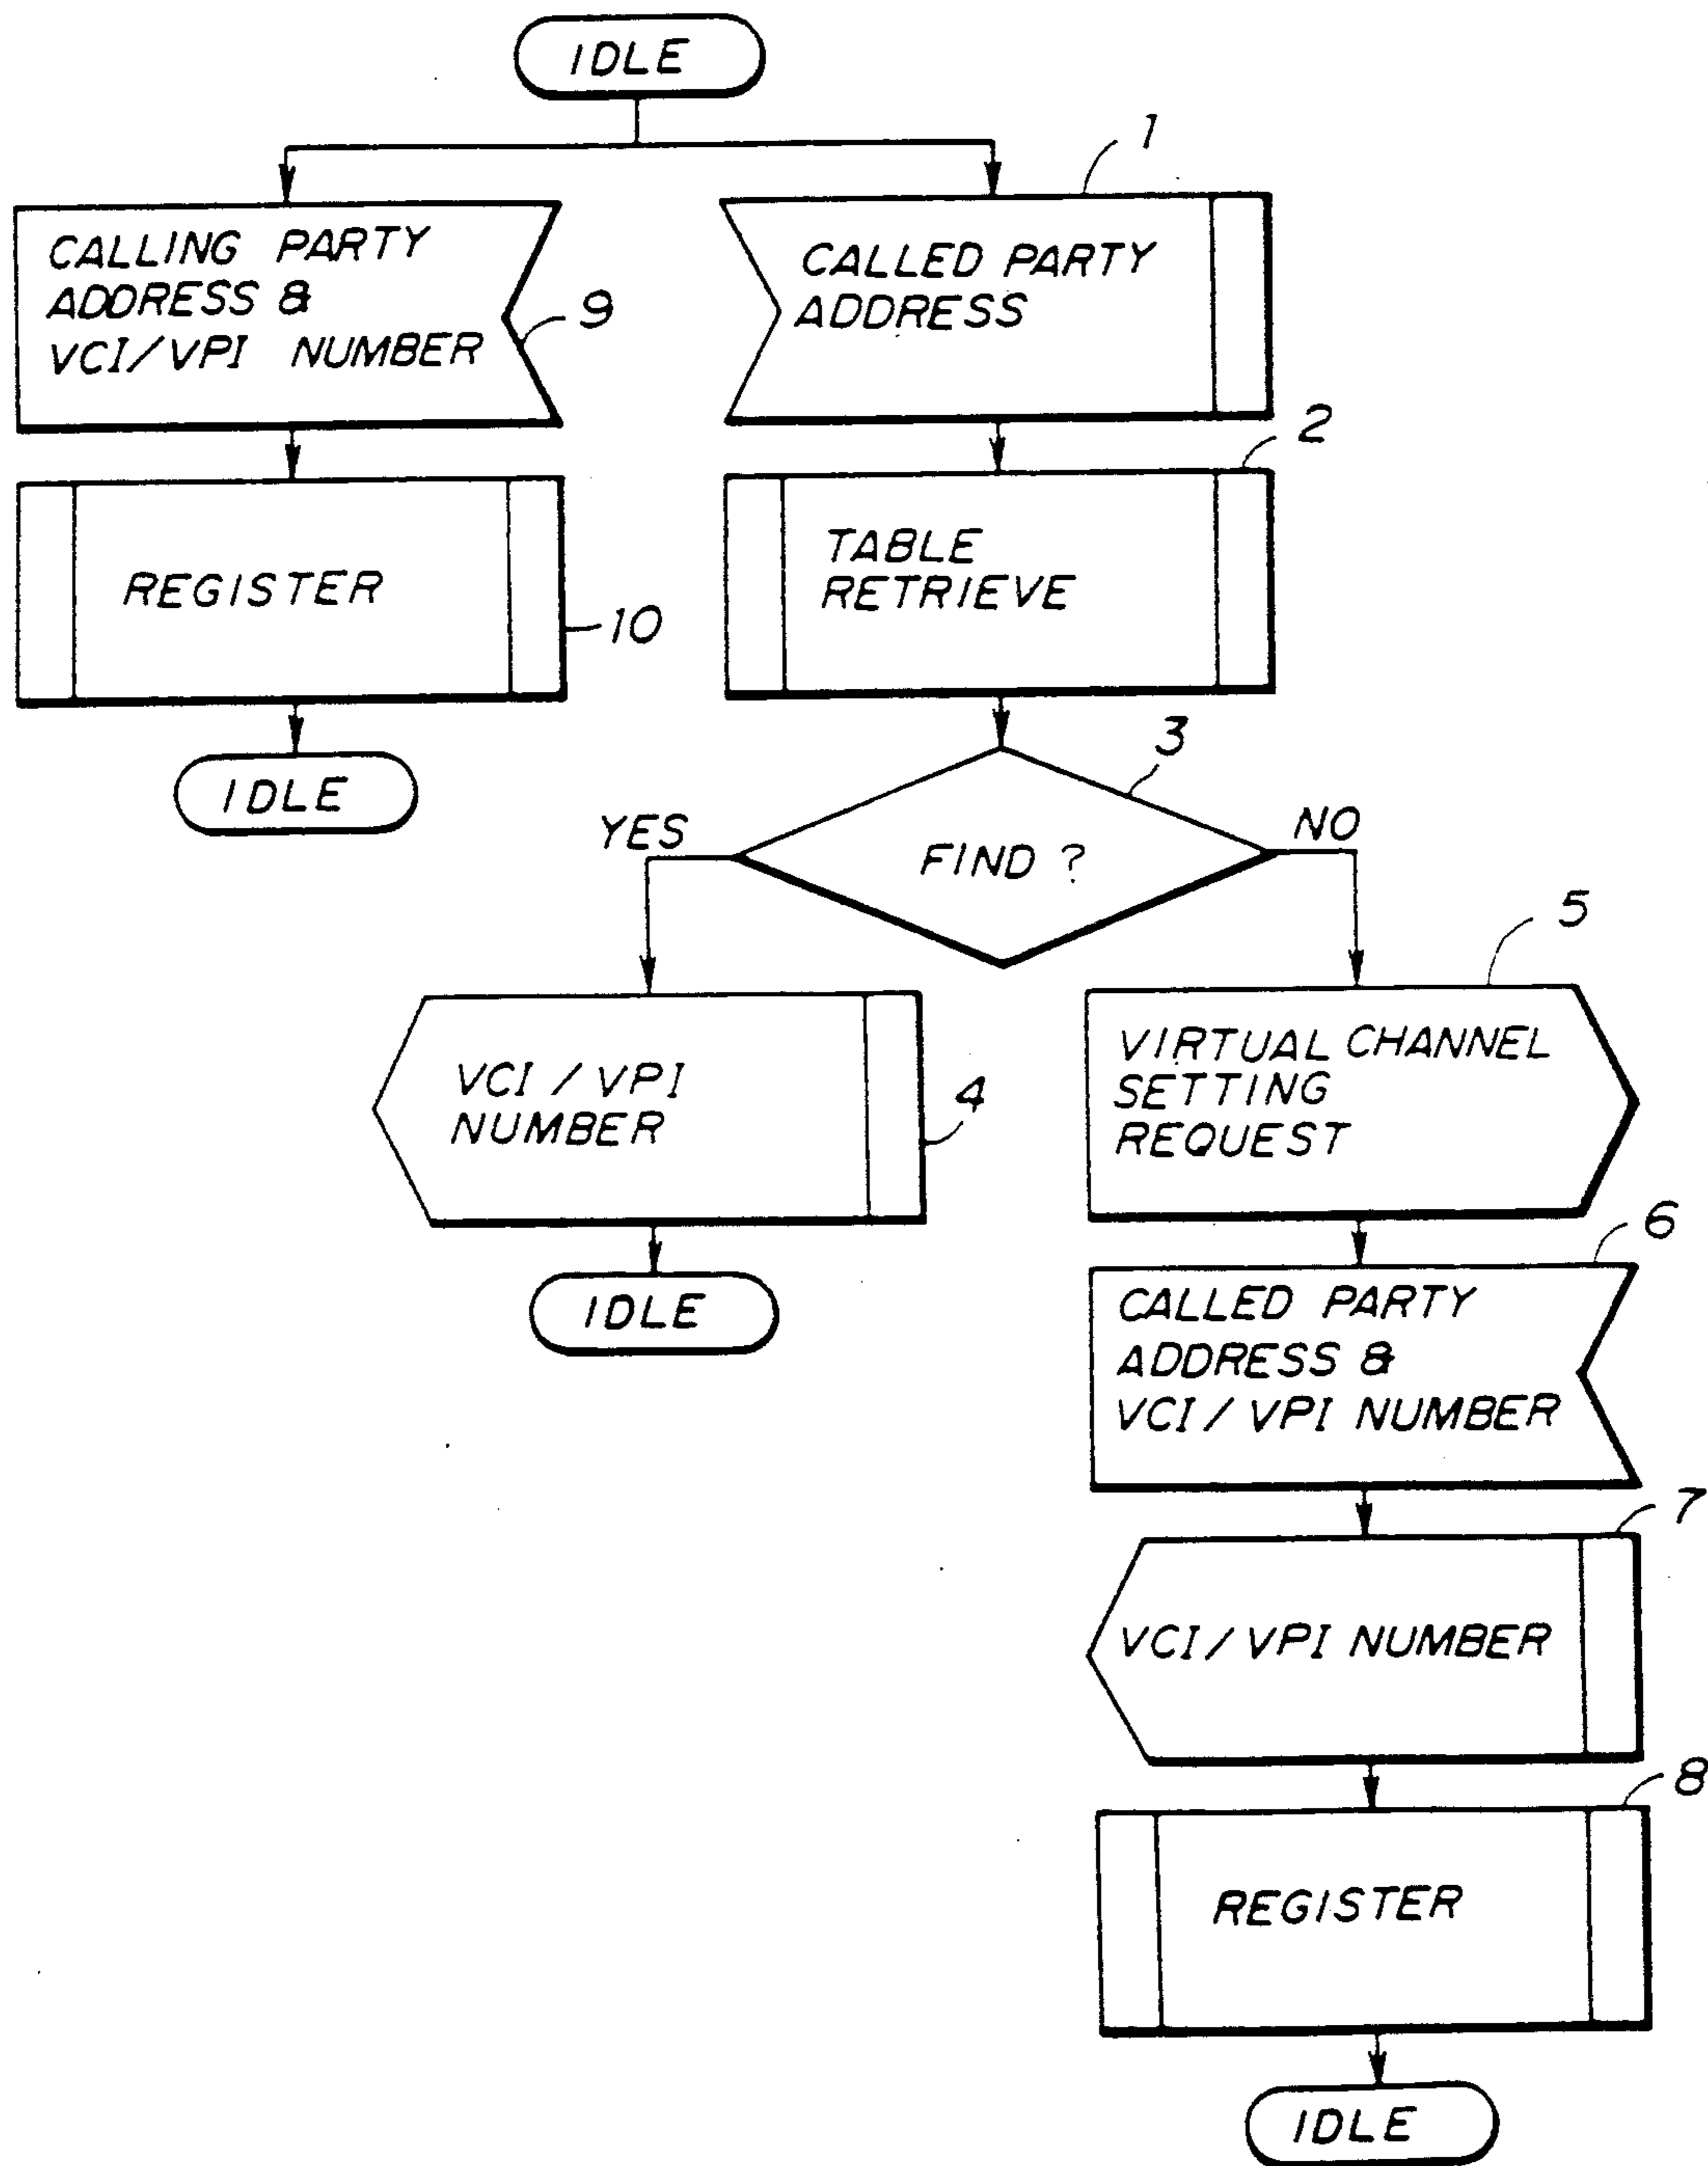 IDLE
1
CALLING PARTY
ADDRESS &
VCI/VPI NUMBER
9
CALLED PARTY
ADDRESS
2
REGISTER
10
TABLE
RETRIEVE
IDLE
3
YES
FIND ?
NO
5
VCI / VPI
NUMBER
4
VIRTUAL CHANNEL
SETTING
REQUEST
IDLE
6
CALLED PARTY
ADDRESS &
VCI / VPI NUMBER
7
VCI/VPI NUMBER
8
REGISTER
IDLE